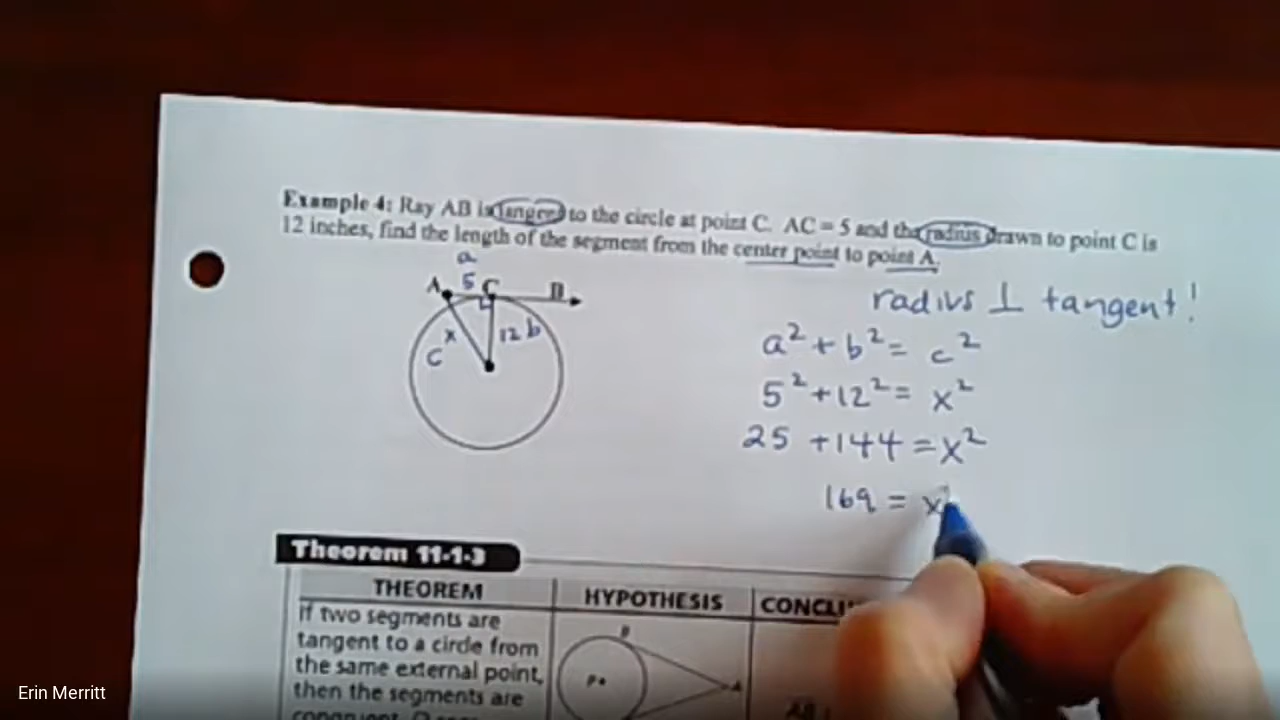 Example 4: Ray AB is tangent to the circle at point C. AC = 5 and the radius drawn to point C is
12 inches, find the length of the segment from the center point to point A.
a
A 5 C B
x 12 b
c
radius ⊥ tangent!
a² + b² = c²
5² + 12² = x²
25 + 144 = x²
169 = x
Theorem 11-1-3
THEOREM HYPOTHESIS
If two segments are
tangent to a circle from
the same external point,
then the segments are
B
P
A
Erin Merritt